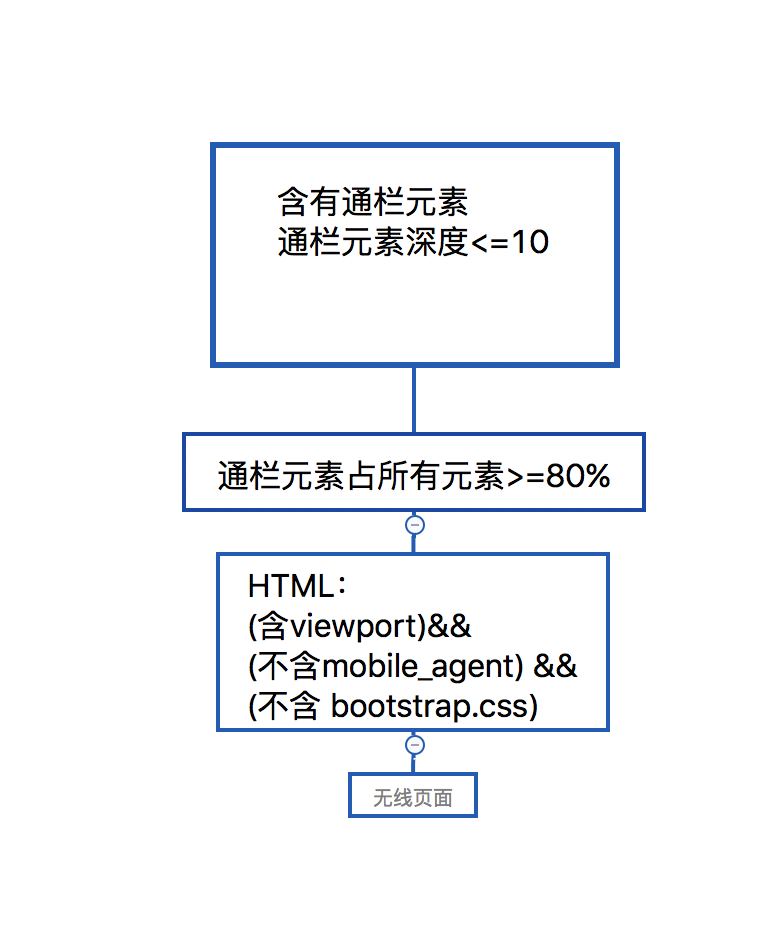 含有通栏元素
通栏元素深度<=10
通栏元素占所有元素>=80%
HTML：
(含viewport)&&
(不含mobile_agent) &&
(不含 bootstrap.css)
无线页面